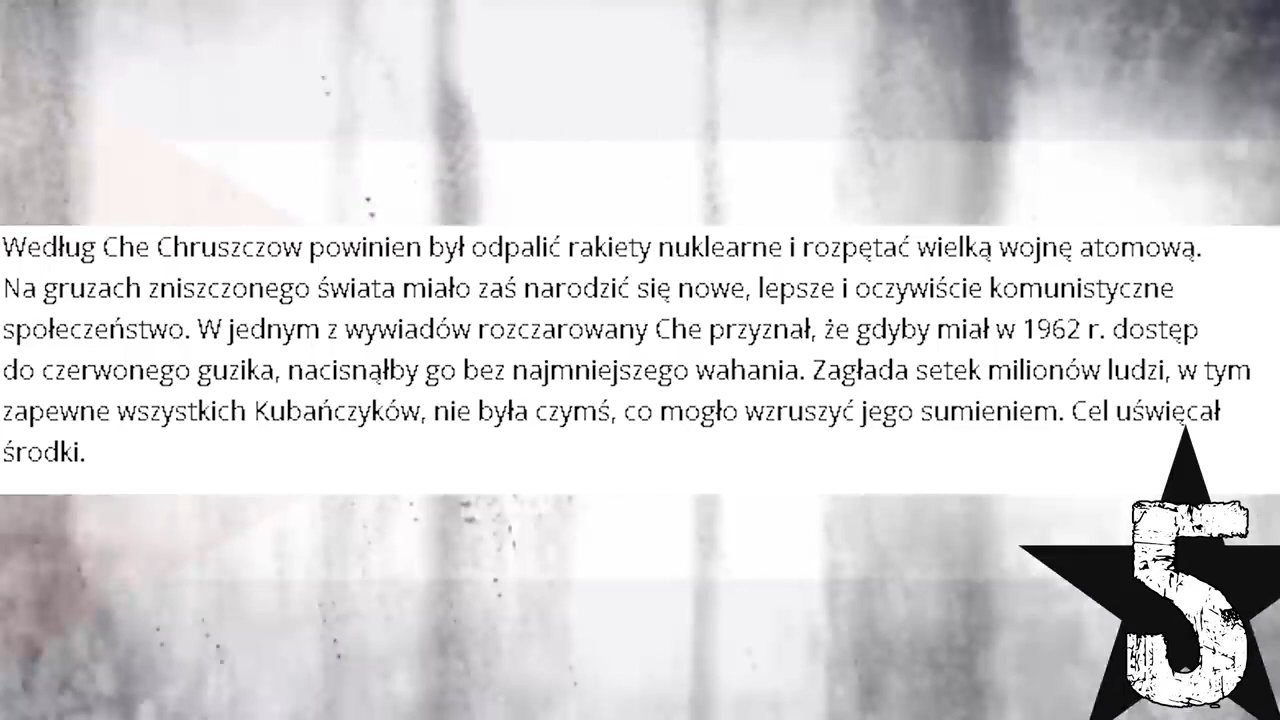 Według Che Chruszczow powinien był odpalić rakiety nuklearne i rozpętać wielką wojnę atomową.
Na gruzach zniszczonego świata miało zaś narodzić się nowe, lepsze i oczywiście komunistyczne
społeczeństwo. W jednym z wywiadów rozczarowany Che przyznał, że gdyby miał w 1962 r. dostęp
do czerwonego guzika, nacisnąłby go bez najmniejszego wahania. Zagłada setek milionów ludzi, w tym
zapewne wszystkich Kubańczyków, nie była czymś, co mogło wzruszyć jego sumieniem. Cel uświęcał
środki.
5